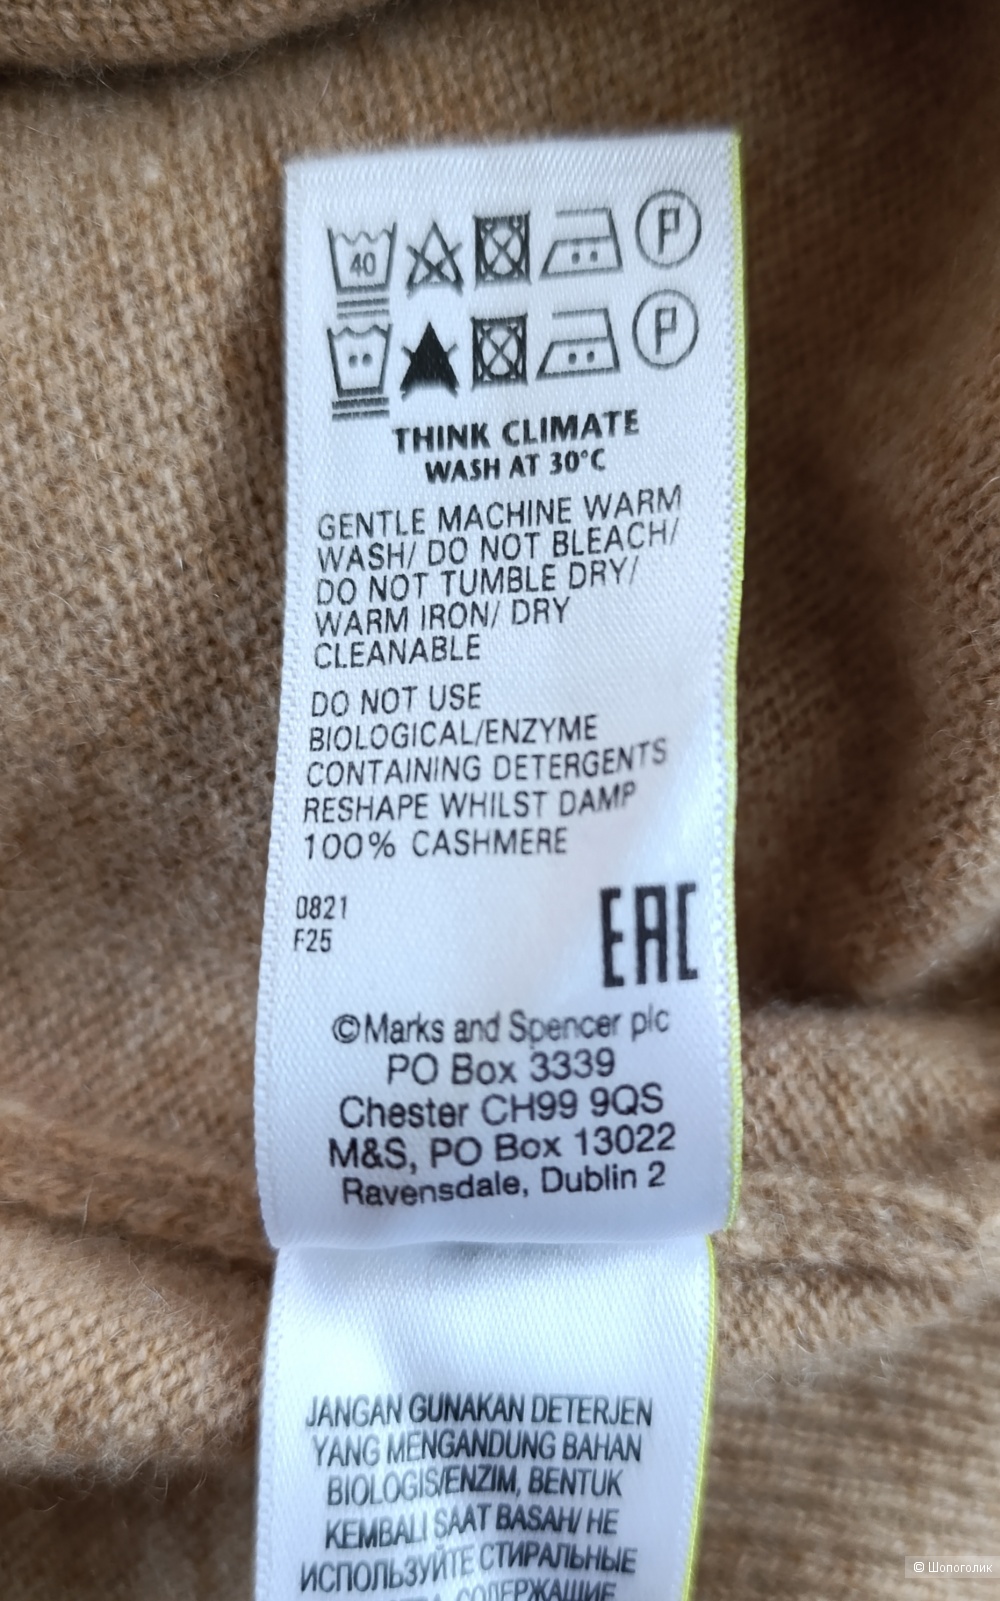 40
P
P
THINK CLIMATE
WASH AT 30°C
GENTLE MACHINE WARM
WASH/ DO NOT BLEACH/
DO NOT TUMBLE DRY/
WARM IRON/ DRY
CLEANABLE
DO NOT USE
BIOLOGICAL/ENZYME
CONTAINING DETERGENTS
RESHAPE WHILST DAMP
100% CASHMERE
0821
F25
EAC
©Marks and Spencer plc
PO Box 3339
Chester CH99 9QS
M&S, PO Box 13022
Ravensdale, Dublin 2
JANGAN GUNAKAN DETERJEN
YANG MENGANDUNG BAHAN
BIOLOGIS/ENZIM, BENTUK
KEMBALI SAAT BASAH/ НЕ
ИСПОЛЬЗУЙТЕ СТИРАЛЬНЫЕ
СОДЕРЖАЩИЕ
© Шопоголик